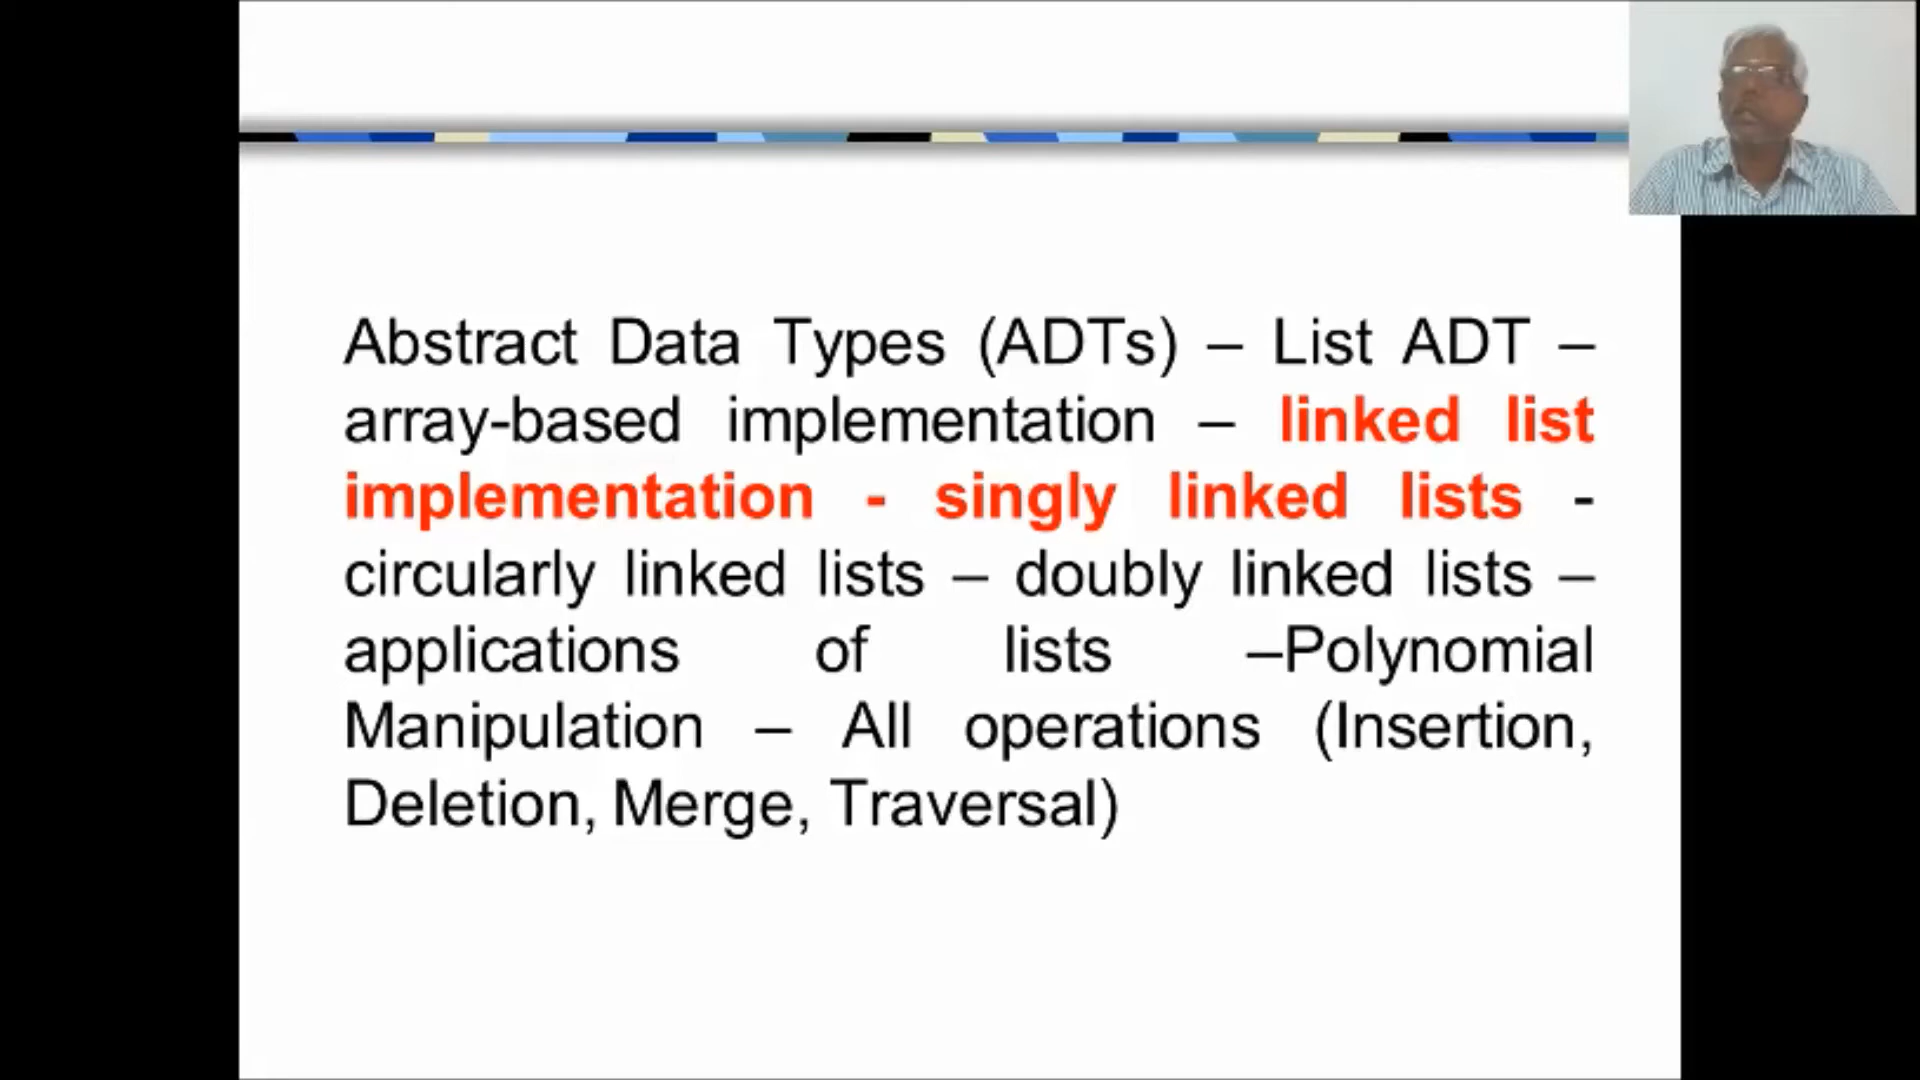 Abstract Data Types (ADTs) – List ADT –
array-based implementation – linked list
implementation - singly linked lists -
circularly linked lists – doubly linked lists –
applications of lists –Polynomial
Manipulation – All operations (Insertion,
Deletion, Merge, Traversal)